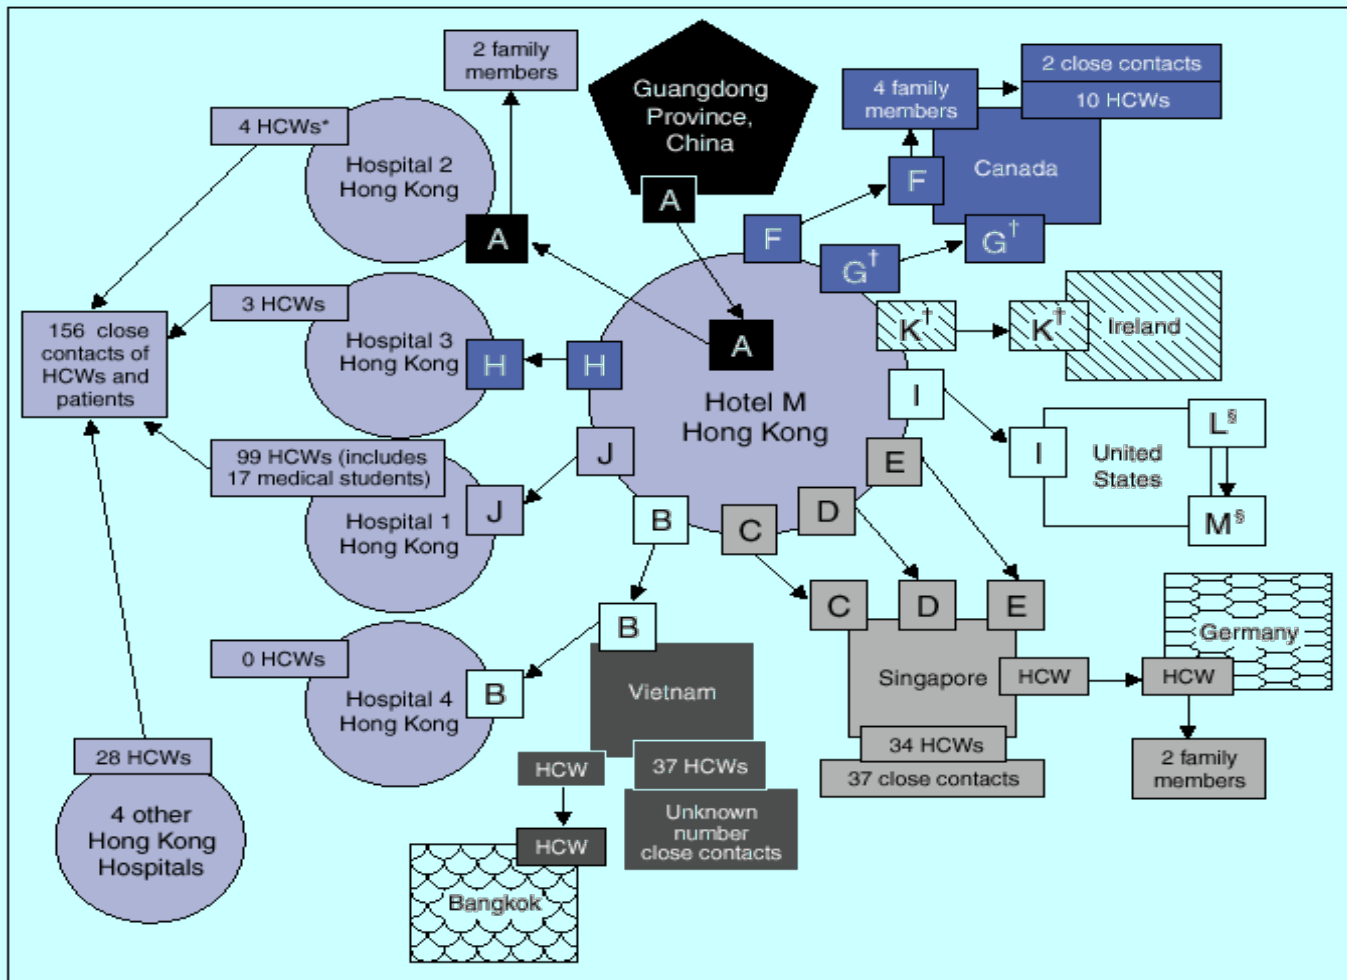 2 family
members
Guangdong
Province,
China
A
4 family
members
2 close contacts
10 HCWs
Canada
F
G†
4 HCWs*
Hospital 2
Hong Kong
A
F
G†
K†
K†
Ireland
3 HCWs
Hospital 3
Hong Kong
H
H
A
Hotel M
Hong Kong
156 close
contacts of
HCWs and
patients
I
I
United
States
L§
M§
99 HCWs (includes
17 medical students)
Hospital 1
Hong Kong
J
J
B
C
D
E
0 HCWs
Hospital 4
Hong Kong
B
B
Vietnam
C
D
E
Singapore
HCW
HCW
Germany
2 family
members
34 HCWs
37 close contacts
28 HCWs
4 other
Hong Kong
Hospitals
HCW
37 HCWs
Unknown
number
close contacts
HCW
Bangkok